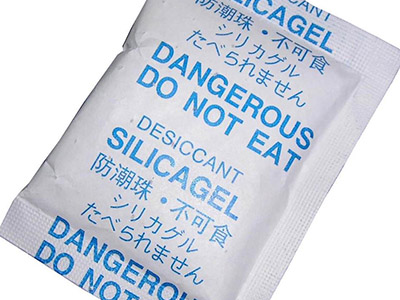 DESICCANT
SILICAGEL
防潮珠・不可食
シリカゲル
たべられません
DANGEROUS
DO NOT EAT
DESICCANT
SILICAGEL
防潮珠・不可食
シリカゲル
たべられません
DANGEROUS
DO NOT EAT